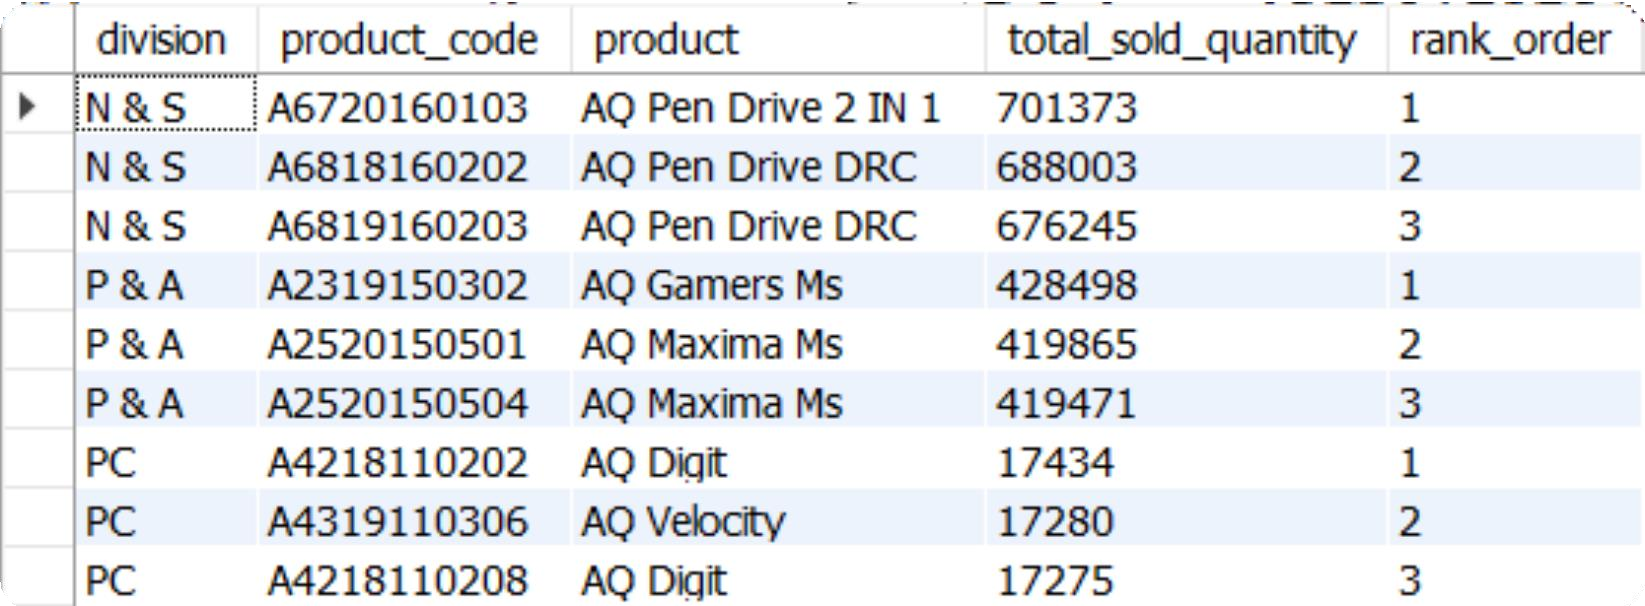 division product_code product total_sold_quantity rank_order
N & S A6720160103 AQ Pen Drive 2 IN 1 701373 1
N & S A6818160202 AQ Pen Drive DRC 688003 2
N & S A6819160203 AQ Pen Drive DRC 676245 3
P & A A2319150302 AQ Gamers Ms 428498 1
P & A A2520150501 AQ Maxima Ms 419865 2
P & A A2520150504 AQ Maxima Ms 419471 3
PC A4218110202 AQ Digit 17434 1
PC A4319110306 AQ Velocity 17280 2
PC A4218110208 AQ Digit 17275 3